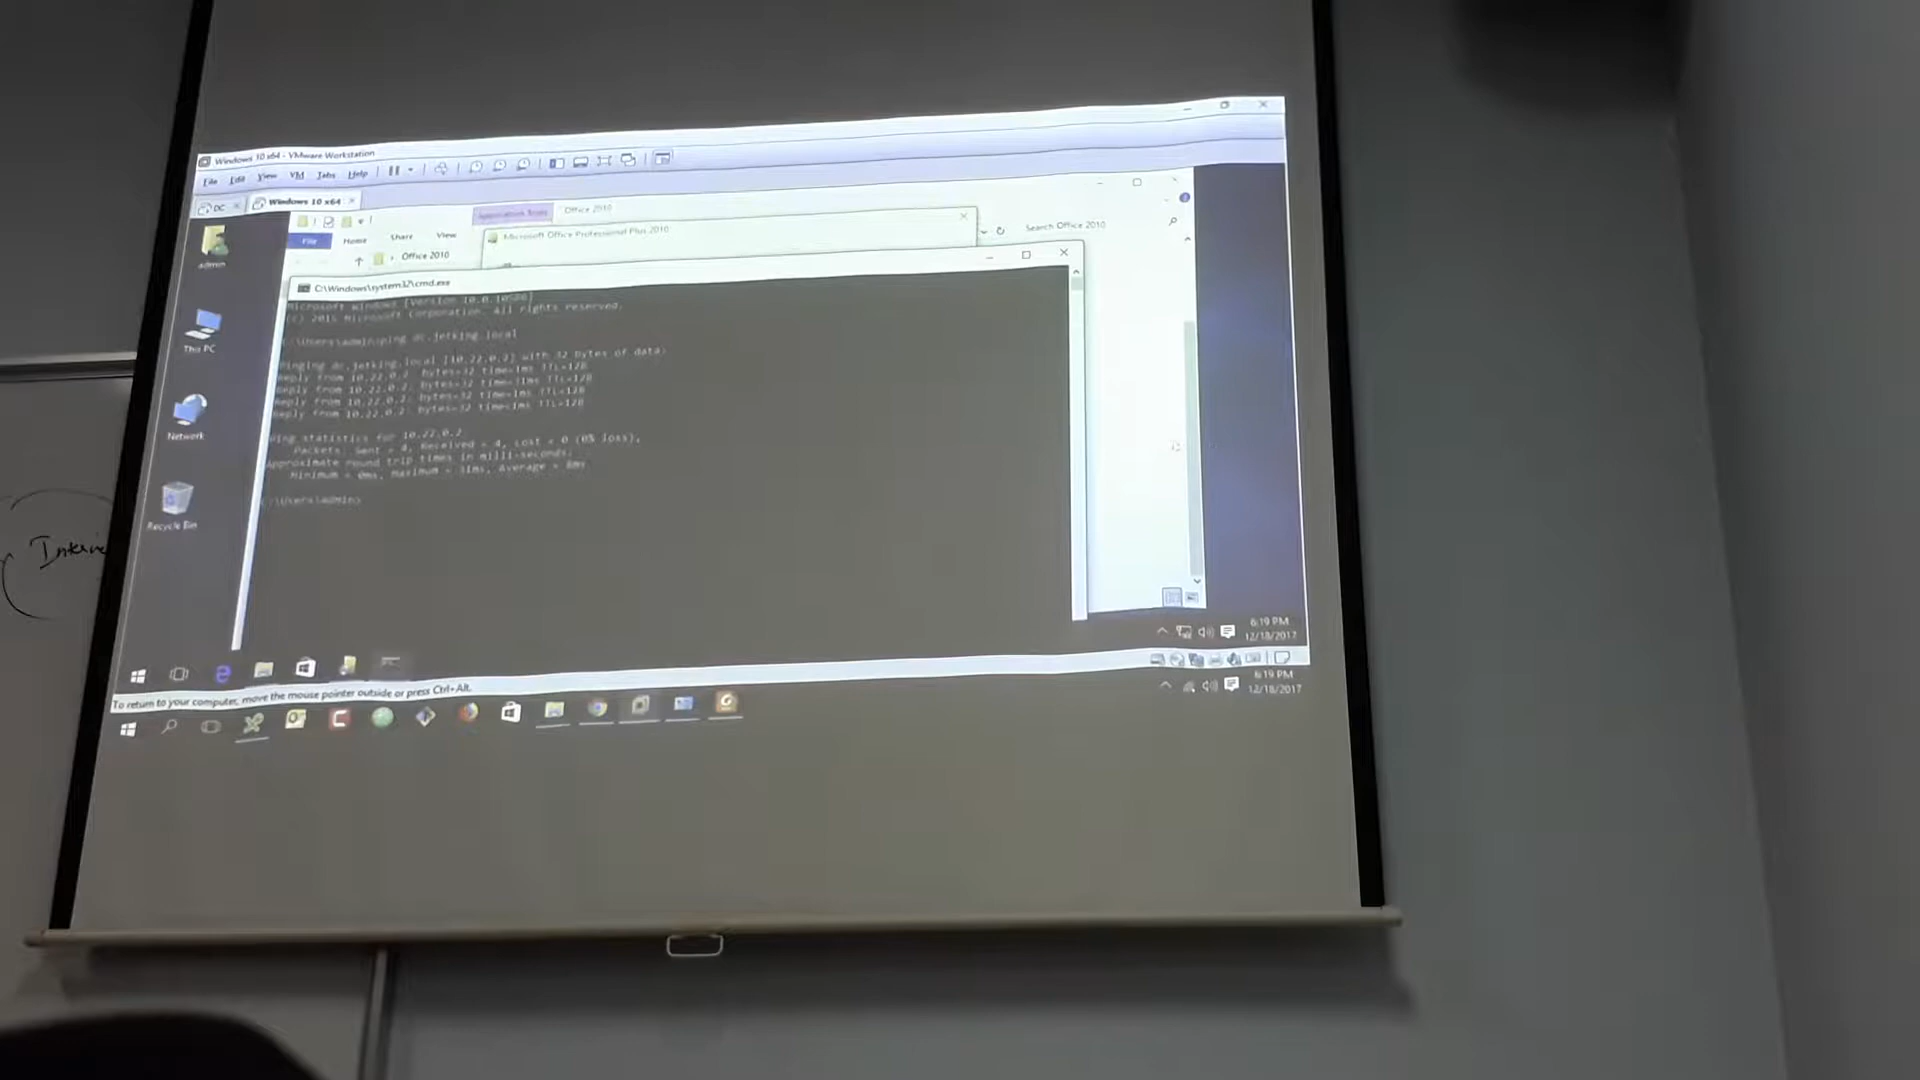 Windows 10 x64 - VMware Workstation
File Edit View VM Tabs Help
DC
Windows 10 x64
Application Tools Office 2010
File Home Share View
Office 2010
Search Office 2010
Microsoft Office Professional Plus 2010
C:\Windows\system32\cmd.exe
Microsoft Windows [Version 10.0.10586]
(c) 2015 Microsoft Corporation. All rights reserved.
C:\Users\admin>ping dc.jetking.local
Pinging dc.jetking.local [10.22.0.2] with 32 bytes of data:
Reply from 10.22.0.2: bytes=32 time<1ms TTL=128
Reply from 10.22.0.2: bytes=32 time=31ms TTL=128
Reply from 10.22.0.2: bytes=32 time<1ms TTL=128
Reply from 10.22.0.2: bytes=32 time<1ms TTL=128
Ping statistics for 10.22.0.2:
Packets: Sent = 4, Received = 4, Lost = 0 (0% loss),
Approximate round trip times in milli-seconds:
Minimum = 0ms, Maximum = 31ms, Average = 8ms
C:\Users\admin>
admin
This PC
Network
Recycle Bin
6:19 PM
12/18/2017
To return to your computer, move the mouse pointer outside or press Ctrl+Alt.
6:19 PM
12/18/2017